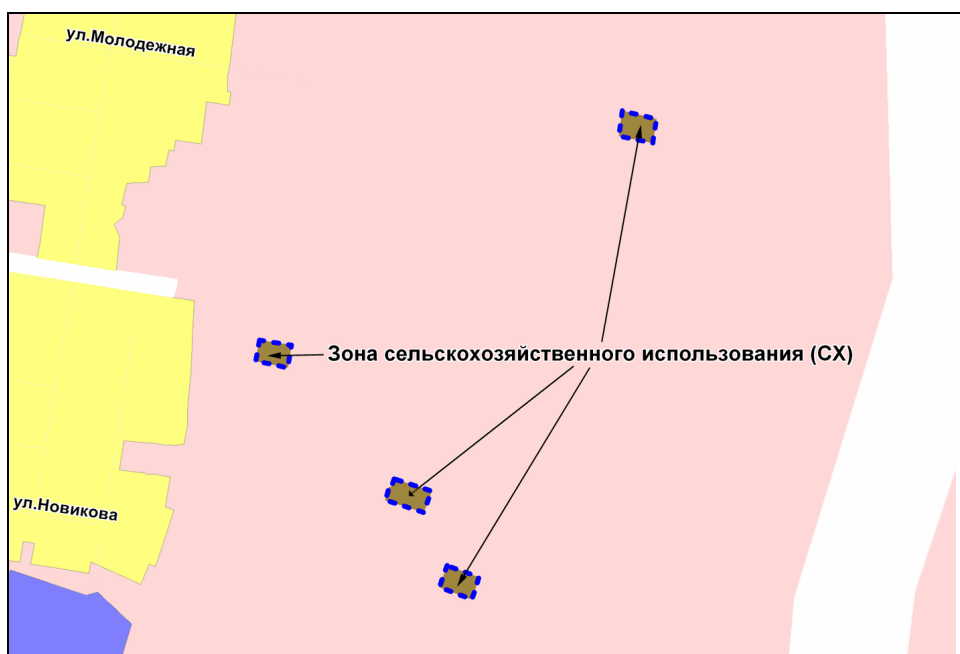 ул.Молодежная
Зона сельскохозяйственного использования (СХ)
ул.Новикова